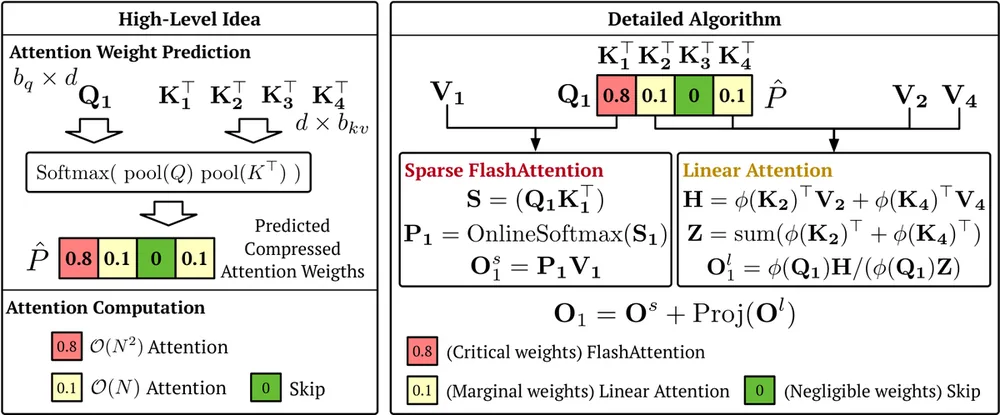 High-Level Idea
Attention Weight Prediction
b_q × d
Q₁ K₁^⊤ K₂^⊤ K₃^⊤ K₄^⊤
d × b_kv
Softmax( pool(Q) pool(K^⊤) )
Predicted
Compressed
Attention Weigths
P̂ 0.8 0.1 0 0.1
Attention Computation
0.8 O(N²) Attention
0.1 O(N) Attention 0 Skip
Detailed Algorithm
K₁^⊤ K₂^⊤ K₃^⊤ K₄^⊤
V₁ Q₁ 0.8 0.1 0 0.1 P̂ V₂ V₄
Sparse FlashAttention
S = (Q₁K₁^⊤)
P₁ = OnlineSoftmax(S₁)
O₁^s = P₁V₁
Linear Attention
H = ϕ(K₂)^⊤V₂ + ϕ(K₄)^⊤V₄
Z = sum(ϕ(K₂)^⊤ + ϕ(K₄)^⊤)
O₁^l = ϕ(Q₁)H/(ϕ(Q₁)Z)
O₁ = O^s + Proj(O^l)
0.8 (Critical weights) FlashAttention
0.1 (Marginal weights) Linear Attention 0 (Negligible weights) Skip